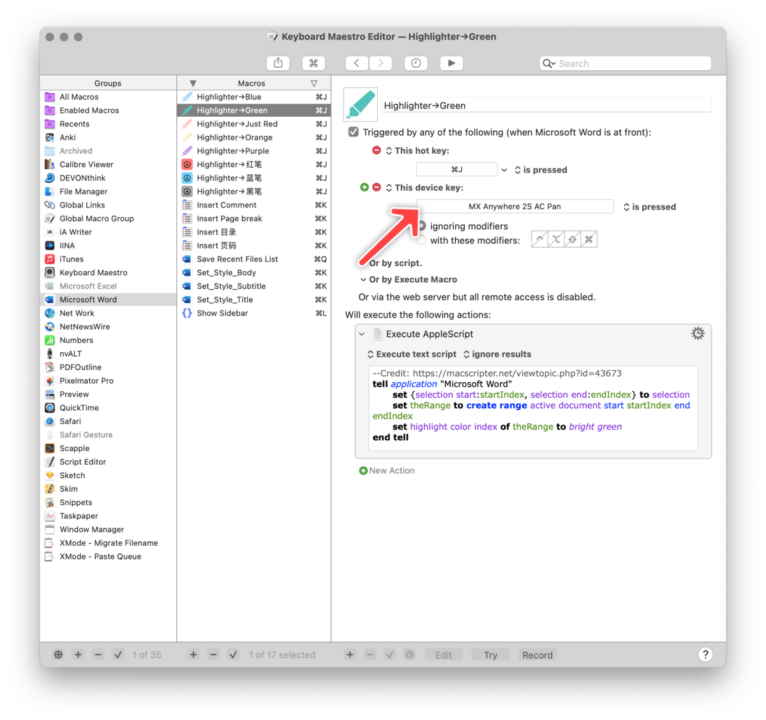 Keyboard Maestro Editor — Highlighter→Green
Search
Groups
All Macros
Enabled Macros
Recents
Anki
Archived
Calibre Viewer
DEVONthink
File Manager
Global Links
Global Macro Group
iA Writer
IINA
iTunes
Keyboard Maestro
Microsoft Excel
Microsoft Word
Net Work
NetNewsWire
Numbers
nvALT
PDFOutline
Pixelmator Pro
Preview
QuickTime
Safari
Safari Gesture
Scapple
Script Editor
Sketch
Skim
Snippets
Taskpaper
Window Manager
XMode - Migrate Filename
XMode - Paste Queue
1 of 35
Macros
Highlighter→Blue ⌘J
Highlighter→Green ⌘J
Highlighter→Just Red ⌘J
Highlighter→Orange ⌘J
Highlighter→Purple ⌘J
Highlighter→红笔 ⌘J
Highlighter→蓝笔 ⌘J
Highlighter→黑笔 ⌘J
Insert Comment ⌘K
Insert Page break ⌘K
Insert 目录 ⌘K
Insert 页码 ⌘K
Save Recent Files List ⌘Q
Set_Style_Body ⌘K
Set_Style_Subtitle ⌘K
Set_Style_Title ⌘K
Show Sidebar ⌘L
1 of 17 selected
Highlighter→Green
Triggered by any of the following (when Microsoft Word is at front):
This hot key:
⌘J is pressed
This device key:
MX Anywhere 2S AC Pan is pressed
ignoring modifiers
with these modifiers:
Or by script.
Or by Execute Macro
Or via the web server but all remote access is disabled.
Will execute the following actions:
Execute AppleScript
Execute text script ignore results
--Credit: https://macscripter.net/viewtopic.php?id=43673
tell application "Microsoft Word"
set {selection start:startIndex, selection end:endIndex} to selection
set theRange to create range active document start startIndex end
endIndex
set highlight color index of theRange to bright green
end tell
New Action
Edit Try Record ?